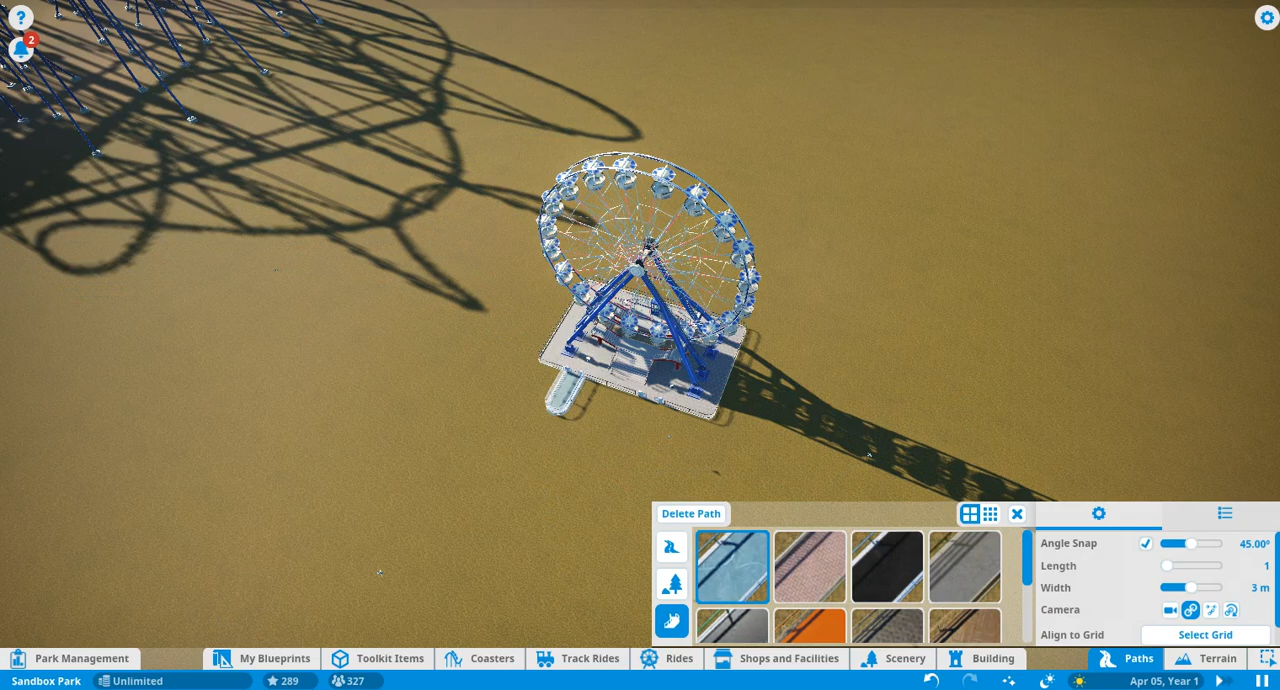 ?
2
Delete Path
Angle Snap 45.00°
Length 1
Width 3 m
Camera
Align to Grid Select Grid
Park Management My Blueprints Toolkit Items Coasters Track Rides Rides Shops and Facilities Scenery Building Paths Terrain
Sandbox Park Unlimited 289 327 Apr 05, Year 1